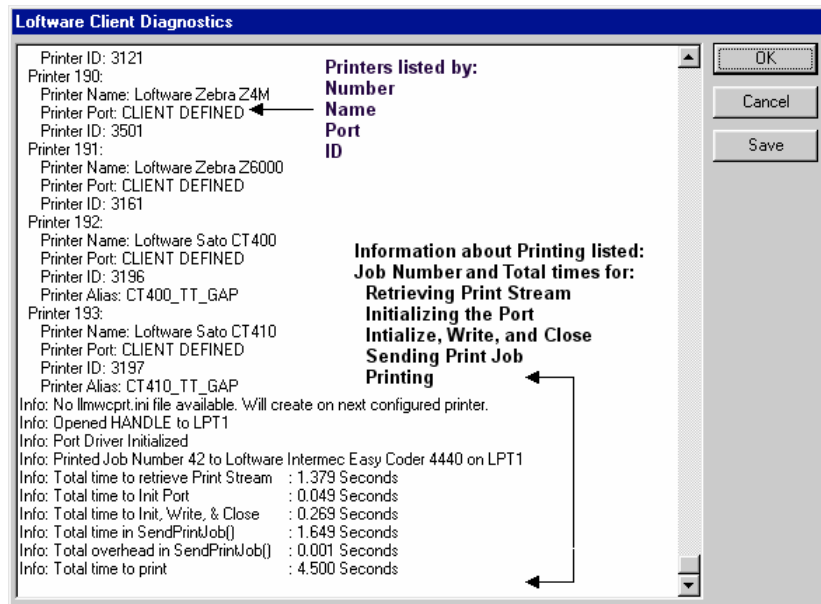 Loftware Client Diagnostics
Printer ID: 3121
Printer 190:
Printer Name: Loftware Zebra Z4M
Printer Port: CLIENT DEFINED
Printer ID: 3501
Printer 191:
Printer Name: Loftware Zebra Z6000
Printer Port: CLIENT DEFINED
Printer ID: 3161
Printer 192:
Printer Name: Loftware Sato CT400
Printer Port: CLIENT DEFINED
Printer ID: 3196
Printer Alias: CT400_TT_GAP
Printer 193:
Printer Name: Loftware Sato CT410
Printer Port: CLIENT DEFINED
Printer ID: 3197
Printer Alias: CT410_TT_GAP
Info: No llmwcprt.ini file available. Will create on next configured printer.
Info: Opened HANDLE to LPT1
Info: Port Driver Initialized
Info: Printed Job Number 42 to Loftware Intermec Easy Coder 4440 on LPT1
Info: Total time to retrieve Print Stream : 1.379 Seconds
Info: Total time to Init Port : 0.049 Seconds
Info: Total time to Init, Write, & Close : 0.269 Seconds
Info: Total time in SendPrintJob() : 1.649 Seconds
Info: Total overhead in SendPrintJob() : 0.001 Seconds
Info: Total time to print : 4.500 Seconds
Printers listed by:
Number
Name
Port
ID
Information about Printing listed:
Job Number and Total times for:
Retrieving Print Stream
Initializing the Port
Intialize, Write, and Close
Sending Print Job
Printing
OK
Cancel
Save